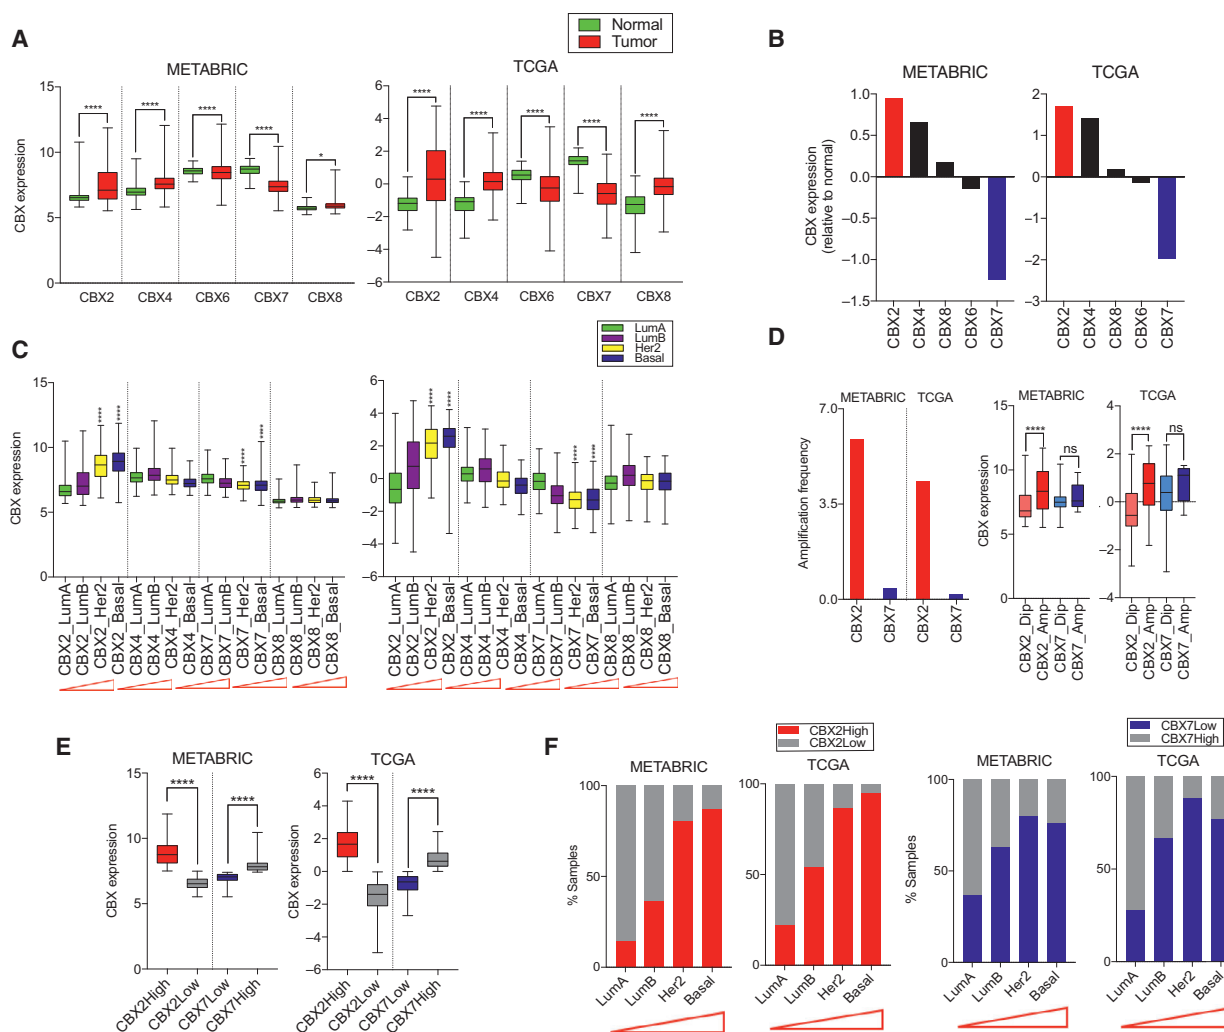 A
Normal
Tumor
METABRIC
TCGA
CBX expression
15
10
5
0
****
****
****
****
*
CBX2
CBX4
CBX6
CBX7
CBX8
6
4
2
0
–2
–4
–6
****
****
****
****
****
CBX2
CBX4
CBX6
CBX7
CBX8
B
METABRIC
TCGA
CBX expression
(relative to normal)
1.0
0.5
0.0
–0.5
–1.0
–1.5
CBX2
CBX4
CBX8
CBX6
CBX7
2
1
0
–1
–2
–3
CBX2
CBX4
CBX8
CBX6
CBX7
C
LumA
LumB
Her2
Basal
CBX expression
15
10
5
0
****
****
****
****
CBX2_LumA
CBX2_LumB
CBX2_Her2
CBX2_Basal
CBX4_LumA
CBX4_LumB
CBX4_Her2
CBX4_Basal
CBX7_LumA
CBX7_LumB
CBX7_Her2
CBX7_Basal
CBX8_LumA
CBX8_LumB
CBX8_Her2
CBX8_Basal
6
4
2
0
–2
–4
–6
****
****
****
****
CBX2_LumA
CBX2_LumB
CBX2_Her2
CBX2_Basal
CBX4_LumA
CBX4_LumB
CBX4_Her2
CBX4_Basal
CBX7_LumA
CBX7_LumB
CBX7_Her2
CBX7_Basal
CBX8_LumA
CBX8_LumB
CBX8_Her2
CBX8_Basal
D
METABRIC
TCGA
Amplification frequency
7.0
3.5
0.0
CBX2
CBX7
CBX2
CBX7
METABRIC
CBX expression
15
10
5
0
****
ns
CBX2_Dip
CBX2_Amp
CBX7_Dip
CBX7_Amp
TCGA
4
2
0
–2
–4
****
ns
CBX2_Dip
CBX2_Amp
CBX7_Dip
CBX7_Amp
E
METABRIC
CBX expression
15
10
5
0
****
****
CBX2High
CBX2Low
CBX7Low
CBX7High
TCGA
CBX expression
6
4
2
0
–2
–4
–6
****
****
CBX2High
CBX2Low
CBX7Low
CBX7High
F
CBX2High
CBX2Low
METABRIC
TCGA
% Samples
100
50
0
LumA
LumB
Her2
Basal
100
50
0
LumA
LumB
Her2
Basal
CBX7Low
CBX7High
METABRIC
TCGA
% Samples
100
50
0
LumA
LumB
Her2
Basal
100
50
0
LumA
LumB
Her2
Basal